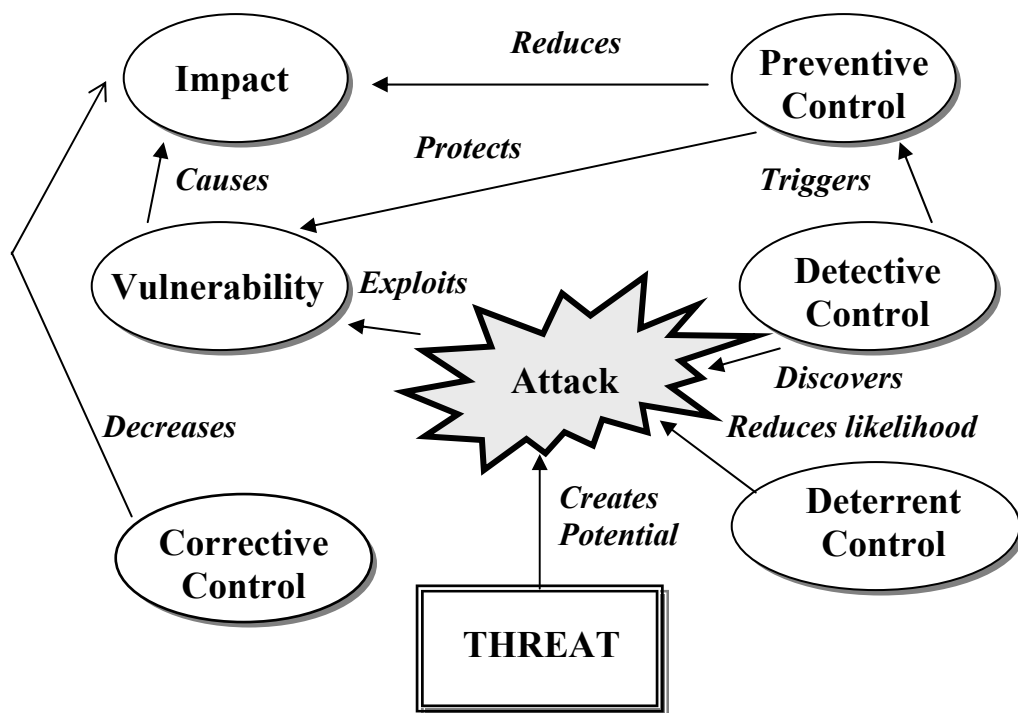 Reduces
Impact
Preventive
Control
Protects
Causes
Triggers
Vulnerability
Exploits
Detective
Control
Attack
Discovers
Decreases
Reduces likelihood
Creates
Potential
Deterrent
Control
Corrective
Control
THREAT